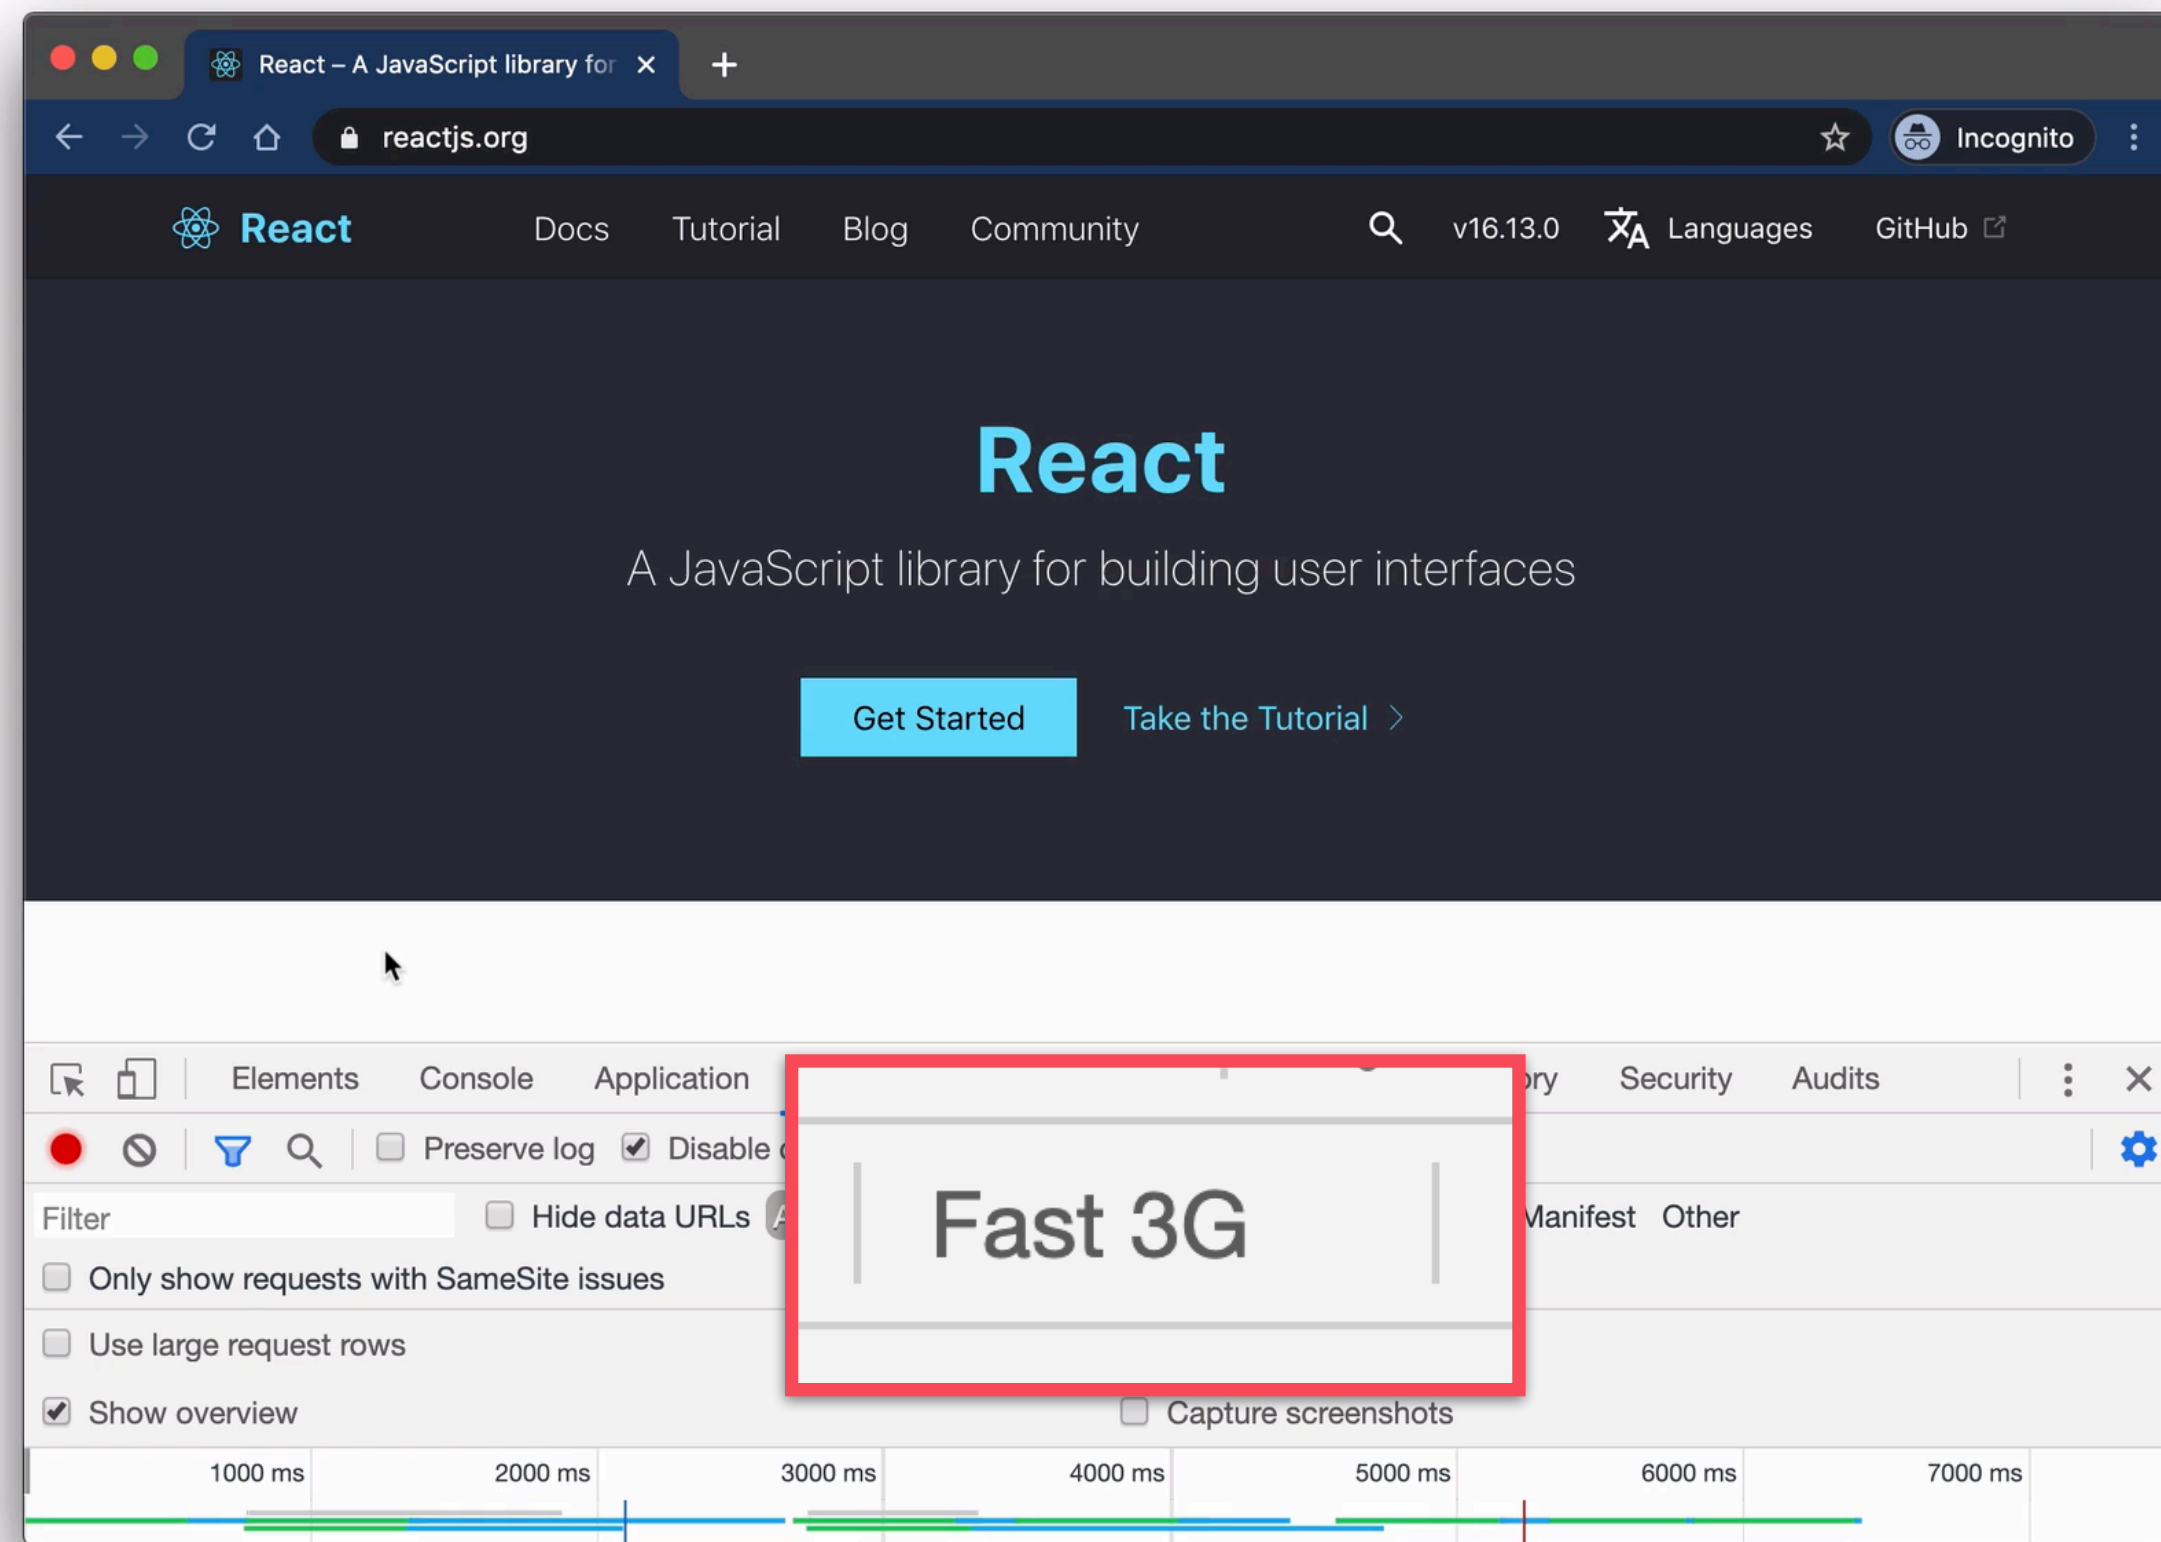 React – A JavaScript library for
reactjs.org
Incognito
React Docs Tutorial Blog Community v16.13.0 Languages GitHub
React
A JavaScript library for building user interfaces
Get Started Take the Tutorial
Elements Console Application Security Audits
Preserve log Disable
Filter Hide data URLs Manifest Other
Fast 3G
Only show requests with SameSite issues
Use large request rows
Show overview Capture screenshots
1000 ms 2000 ms 3000 ms 4000 ms 5000 ms 6000 ms 7000 ms